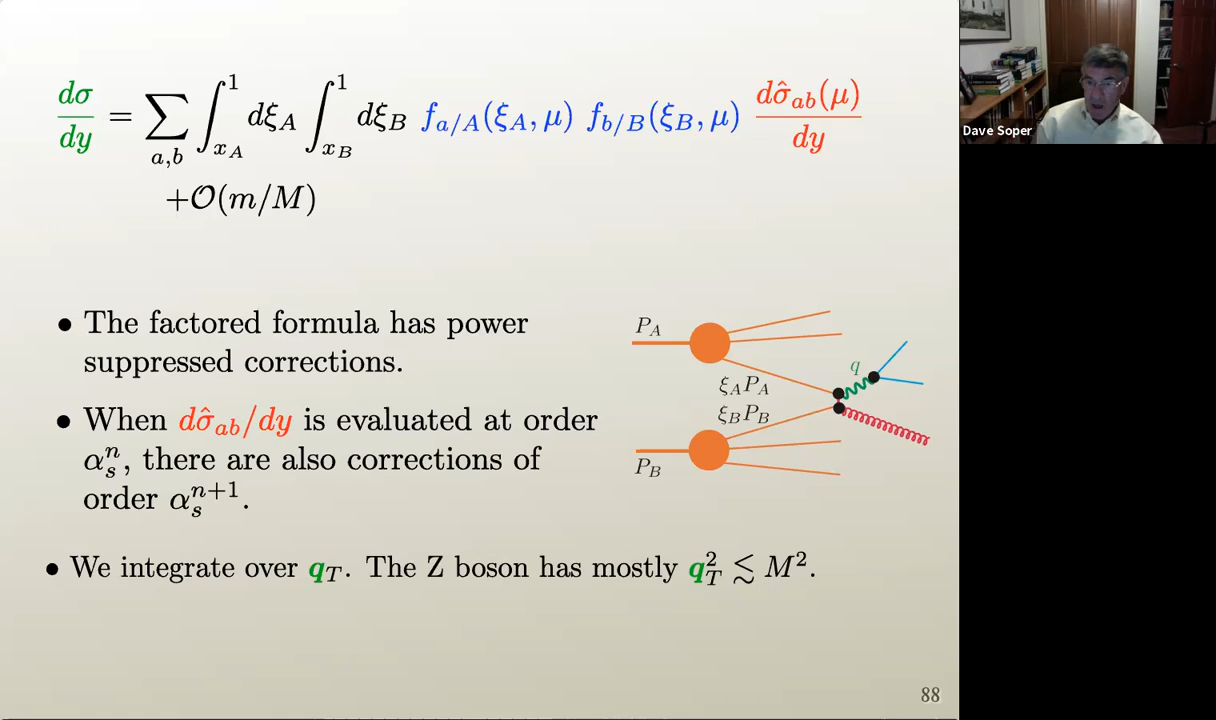 dσ/dy = ∑_{a,b} ∫_{x_A}^{1} dξ_A ∫_{x_B}^{1} dξ_B f_{a/A}(ξ_A, μ) f_{b/B}(ξ_B, μ) dσ̂_{ab}(μ)/dy
+𝒪(m/M)
Dave Soper
• The factored formula has power
suppressed corrections.
• When dσ̂_{ab}/dy is evaluated at order
α_s^n, there are also corrections of
order α_s^{n+1}.
P_A
q
ξ_A P_A
ξ_B P_B
P_B
• We integrate over q_T. The Z boson has mostly q_T^2 ≲ M^2.
88